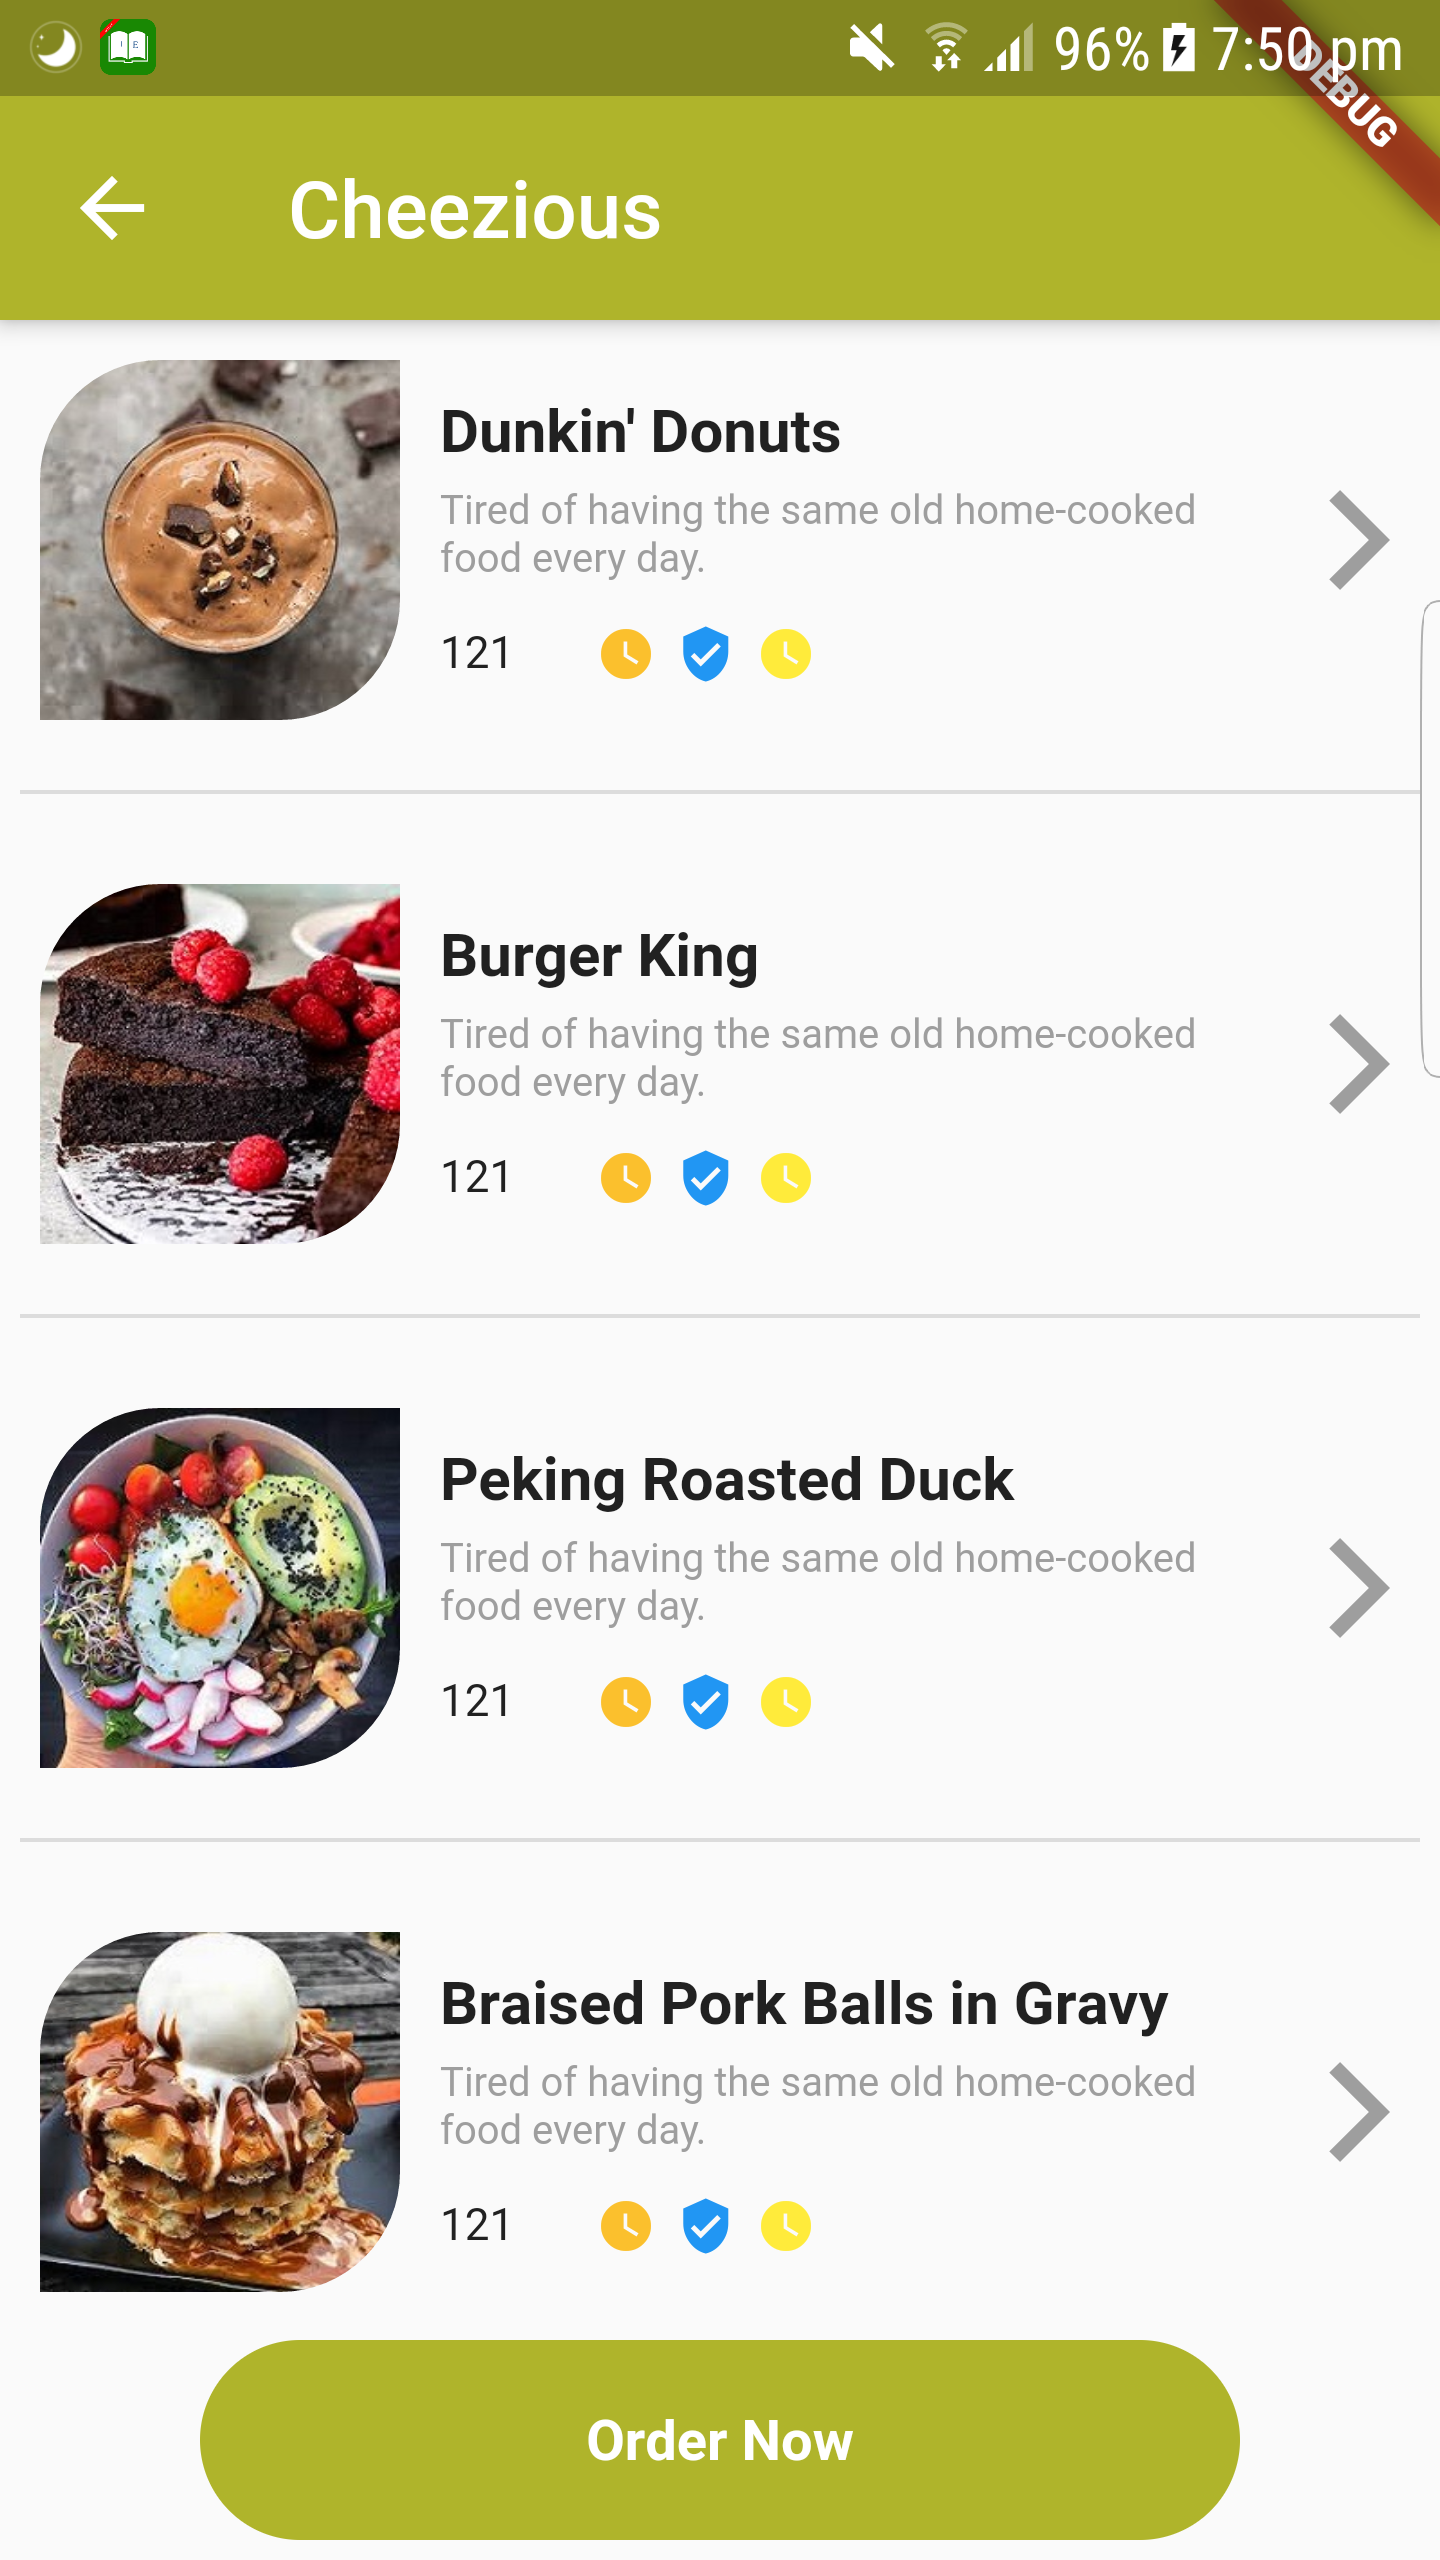 96% 7:50 pm
DEBUG
Cheezious
Dunkin' Donuts
Tired of having the same old home-cooked
food every day.
121
Burger King
Tired of having the same old home-cooked
food every day.
121
Peking Roasted Duck
Tired of having the same old home-cooked
food every day.
121
Braised Pork Balls in Gravy
Tired of having the same old home-cooked
food every day.
121
Order Now